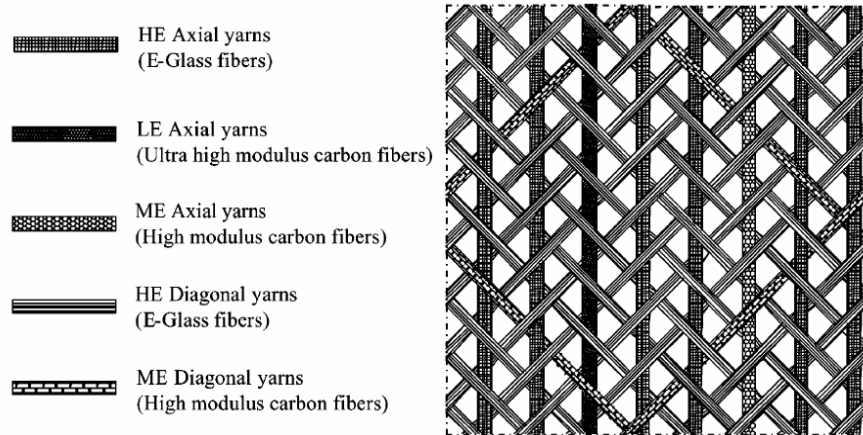 HE Axial yarns
(E-Glass fibers)
LE Axial yarns
(Ultra high modulus carbon fibers)
ME Axial yarns
(High modulus carbon fibers)
HE Diagonal yarns
(E-Glass fibers)
ME Diagonal yarns
(High modulus carbon fibers)